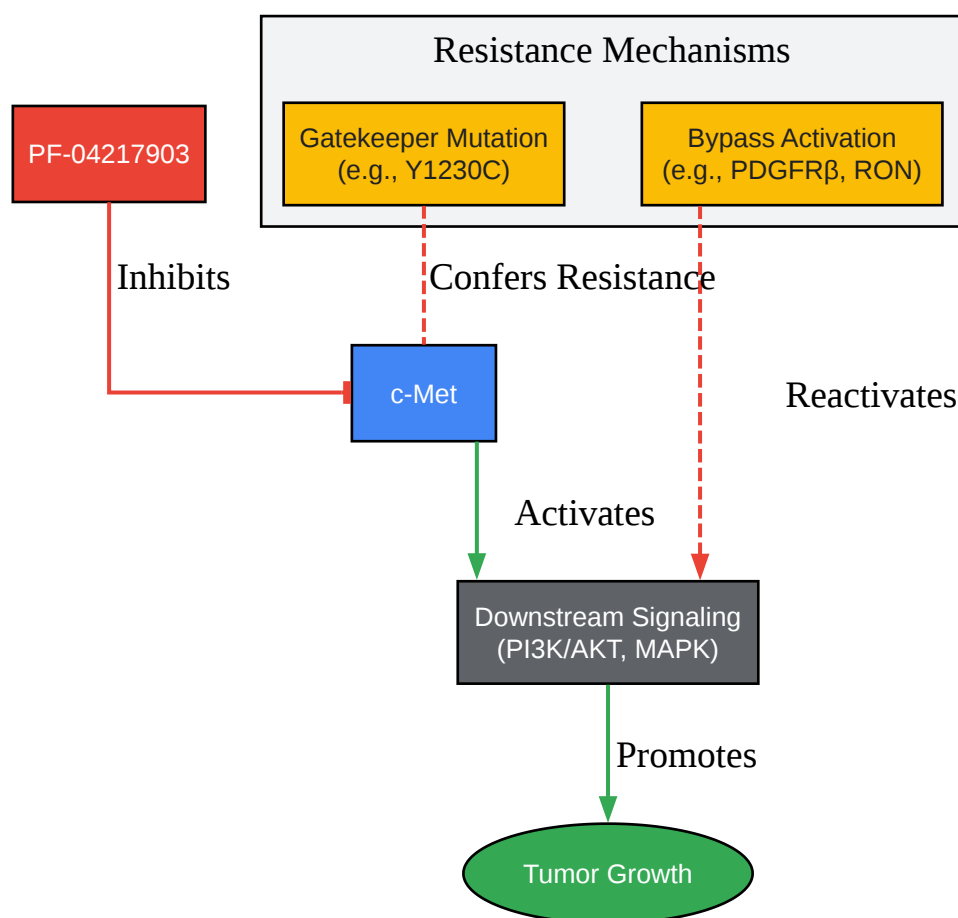 Resistance Mechanisms
PF-04217903
Gatekeeper Mutation
(e.g., Y1230C)
Bypass Activation
(e.g., PDGFRβ, RON)
Inhibits
Confers Resistance
c-Met
Reactivates
Activates
Downstream Signaling
(PI3K/AKT, MAPK)
Promotes
Tumor Growth